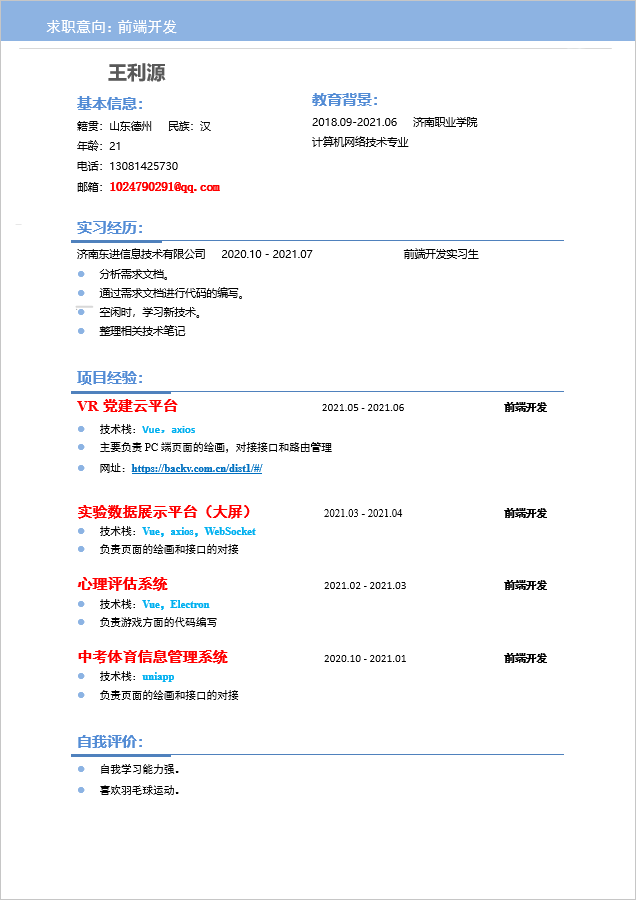 求职意向：前端开发
王利源
基本信息：
籍贯：山东德州 民族：汉
年龄：21
电话：13081425730
邮箱：1024790291@qq.com
教育背景：
2018.09-2021.06 济南职业学院
计算机网络技术专业
实习经历：
济南东进信息技术有限公司 2020.10 - 2021.07 前端开发实习生
分析需求文档。
通过需求文档进行代码的编写。
空闲时，学习新技术。
整理相关技术笔记
项目经验：
VR 党建云平台 2021.05 - 2021.06 前端开发
技术栈：Vue，axios
主要负责 PC 端页面的绘画，对接接口和路由管理
网址：https://backv.com.cn/dist1/#/
实验数据展示平台（大屏） 2021.03 - 2021.04 前端开发
技术栈：Vue，axios，WebSocket
负责页面的绘画和接口的对接
心理评估系统 2021.02 - 2021.03 前端开发
技术栈：Vue，Electron
负责游戏方面的代码编写
中考体育信息管理系统 2020.10 - 2021.01 前端开发
技术栈：uniapp
负责页面的绘画和接口的对接
自我评价：
自我学习能力强。
喜欢羽毛球运动。